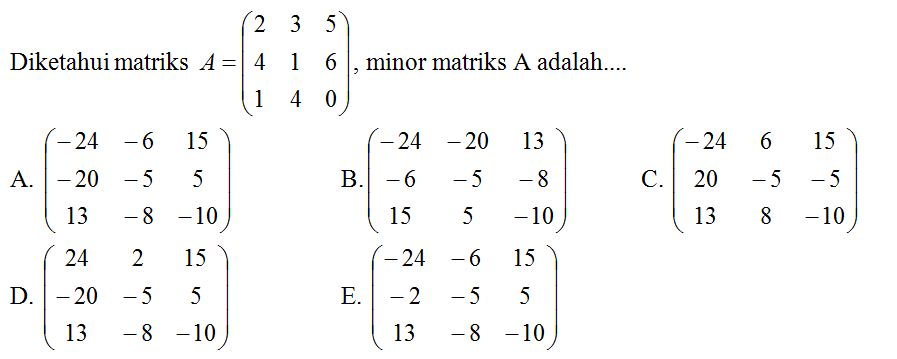 Diketahui matriks A = \begin{pmatrix} 2 & 3 & 5 \\ 4 & 1 & 6 \\ 1 & 4 & 0 \end{pmatrix}, minor matriks A adalah....
A. \begin{pmatrix} -24 & -6 & 15 \\ -20 & -5 & 5 \\ 13 & -8 & -10 \end{pmatrix} B. \begin{pmatrix} -24 & -20 & 13 \\ -6 & -5 & -8 \\ 15 & 5 & -10 \end{pmatrix} C. \begin{pmatrix} -24 & 6 & 15 \\ 20 & -5 & -5 \\ 13 & 8 & -10 \end{pmatrix}
D. \begin{pmatrix} 24 & 2 & 15 \\ -20 & -5 & 5 \\ 13 & -8 & -10 \end{pmatrix} E. \begin{pmatrix} -24 & -6 & 15 \\ -2 & -5 & 5 \\ 13 & -8 & -10 \end{pmatrix}